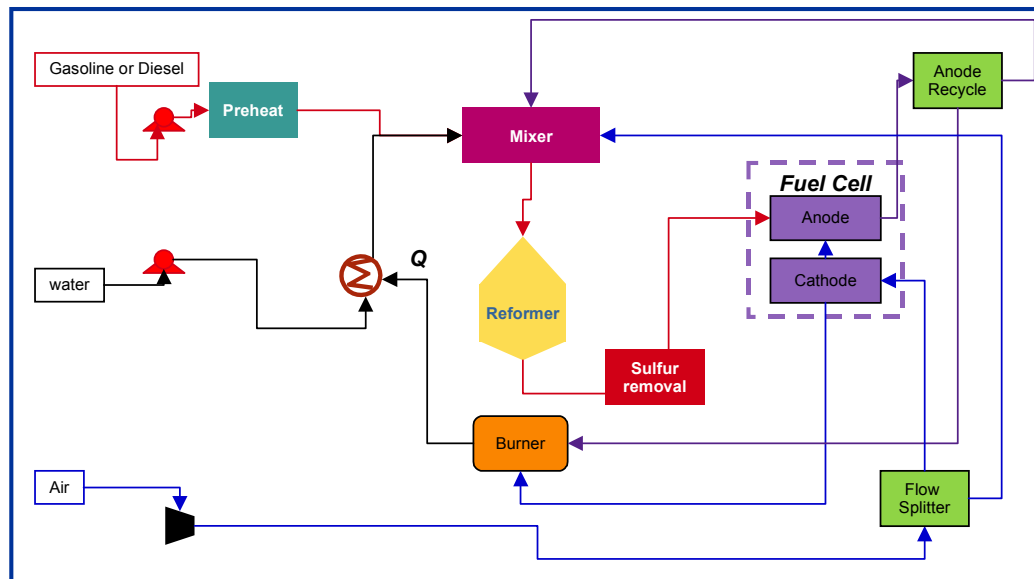 Gasoline or Diesel
Preheat
Mixer
Anode
Recycle
Fuel Cell
Anode
Cathode
Q
water
Reformer
Sulfur
removal
Burner
Air
Flow
Splitter